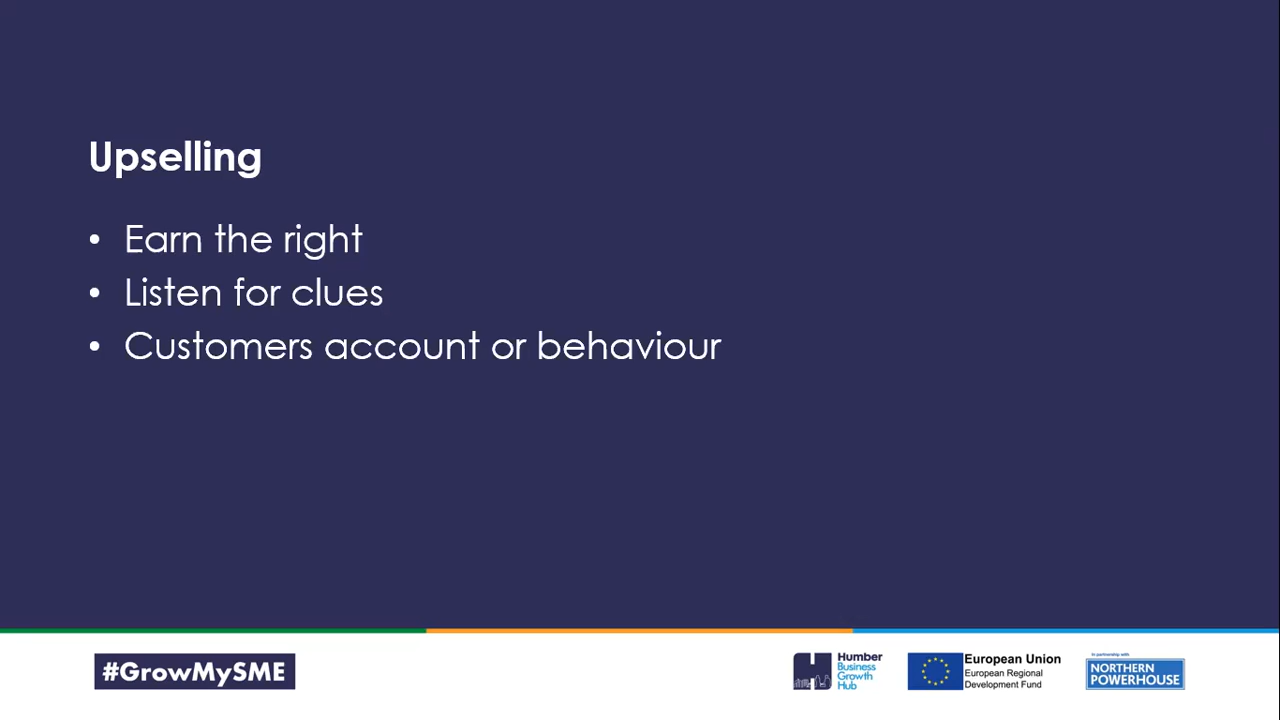 Upselling
• Earn the right
• Listen for clues
• Customers account or behaviour
#GrowMySME
Humber
Business
Growth
Hub
European Union
European Regional
Development Fund
In partnership with
NORTHERN
POWERHOUSE